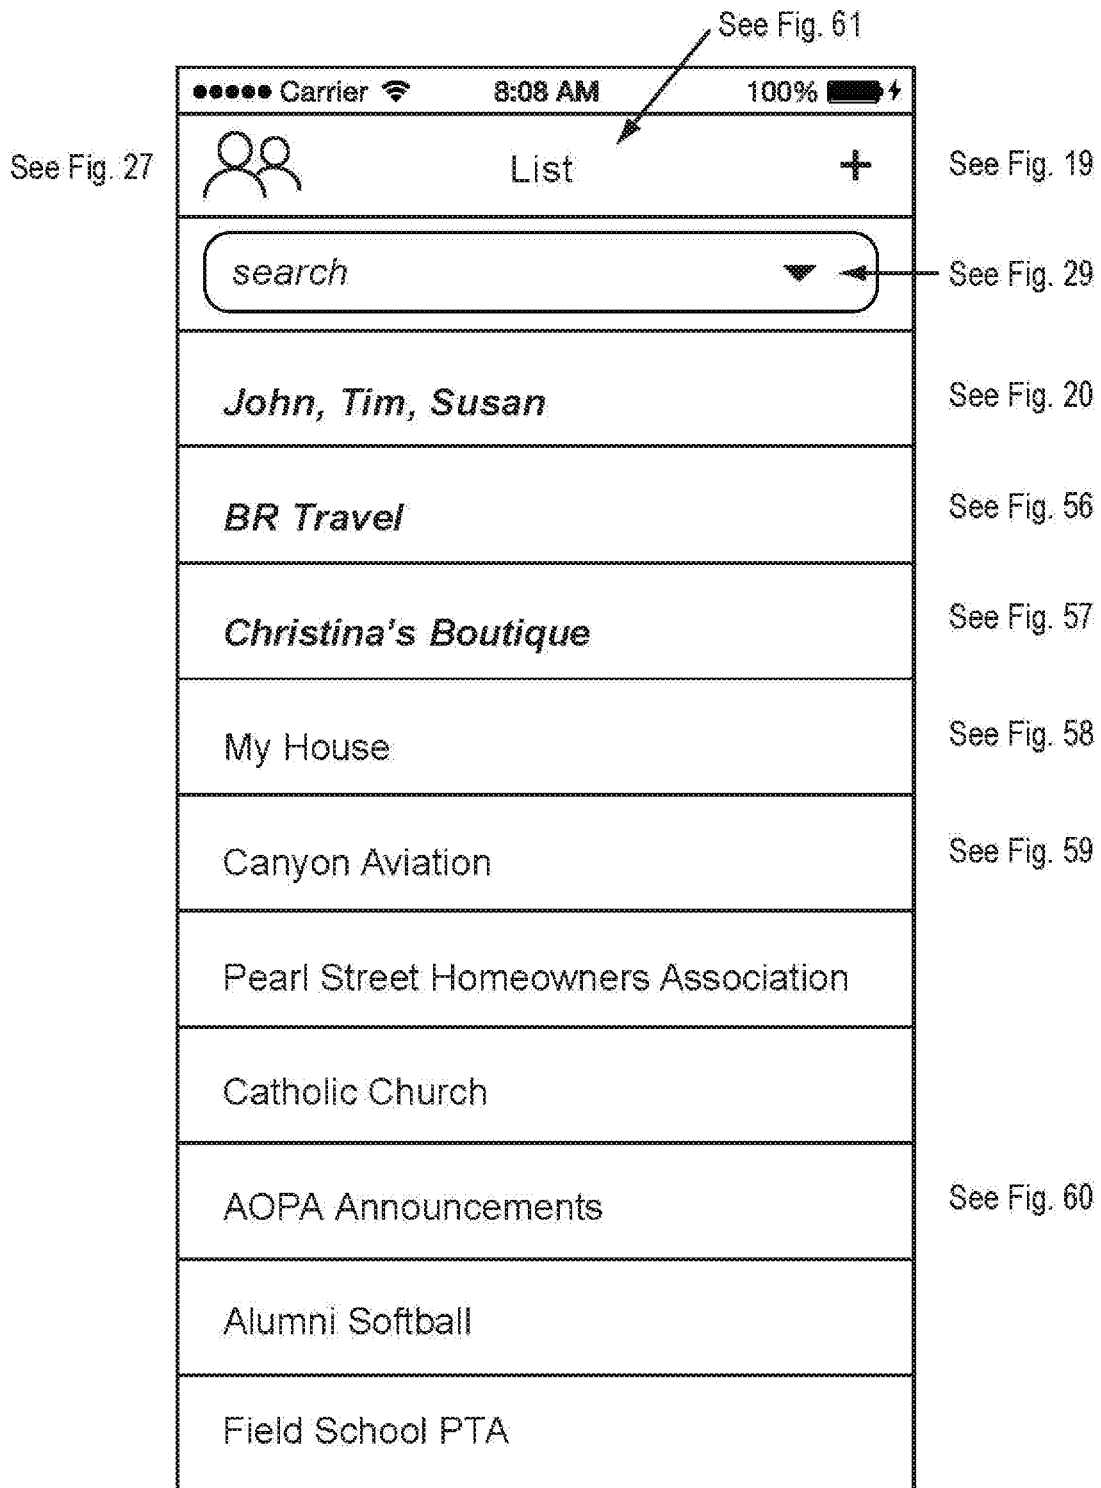 See Fig. 61
Carrier 8:08 AM 100%
See Fig. 27 List + See Fig. 19
search See Fig. 29
John, Tim, Susan See Fig. 20
BR Travel See Fig. 56
Christina's Boutique See Fig. 57
My House See Fig. 58
Canyon Aviation See Fig. 59
Pearl Street Homeowners Association
Catholic Church
AOPA Announcements See Fig. 60
Alumni Softball
Field School PTA